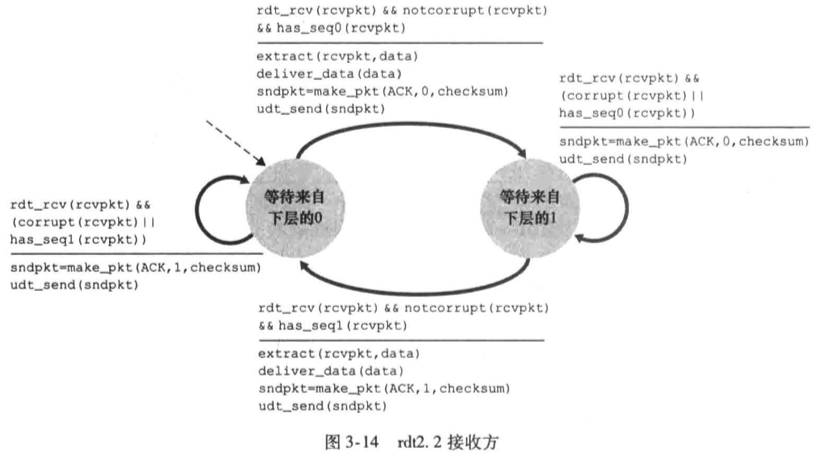 rdt_rcv(rcvpkt) && notcorrupt(rcvpkt)
&& has_seq0(rcvpkt)
extract(rcvpkt,data)
deliver_data(data)
sndpkt=make_pkt(ACK,0,checksum)
udt_send(sndpkt)
rdt_rcv(rcvpkt) &&
(corrupt(rcvpkt)||
has_seq0(rcvpkt))
sndpkt=make_pkt(ACK,0,checksum)
udt_send(sndpkt)
等待来自
下层的0
等待来自
下层的1
rdt_rcv(rcvpkt) &&
(corrupt(rcvpkt)||
has_seq1(rcvpkt))
sndpkt=make_pkt(ACK,1,checksum)
udt_send(sndpkt)
rdt_rcv(rcvpkt) && notcorrupt(rcvpkt)
&& has_seq1(rcvpkt)
extract(rcvpkt,data)
deliver_data(data)
sndpkt=make_pkt(ACK,1,checksum)
udt_send(sndpkt)
图 3-14 rdt2. 2 接收方